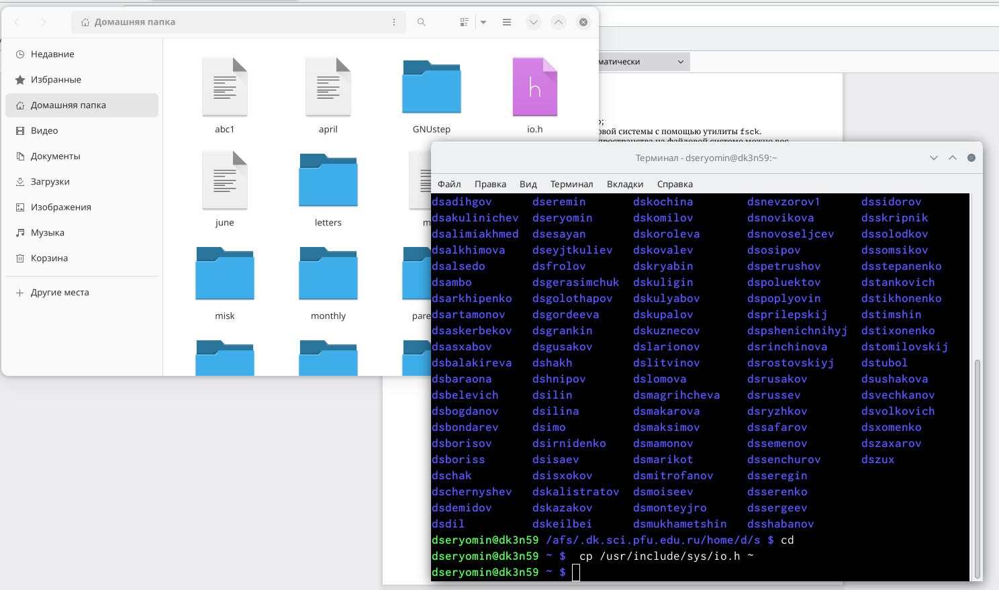 Домашняя папка
матически
Недавние
Избранные
Домашняя папка
Видео
Документы
Загрузки
Изображения
Музыка
Корзина
Другие места
abc1 april GNUstep io.h
h
june letters m
misk monthly pare
о;
овой системы с помощью утилиты fsck.
пространства на файловой системе можно вос
Терминал - dseryomin@dk3n59:~
Файл Правка Вид Терминал Вкладки Справка
dsadihgov dseremin dskochina dsnevzorov1 dssidorov
dsakulinichev dseryomin dskomilov dsnovikova dsskripnik
dsalimiakhmed dsesayan dskoroleva dsnovoseljcev dssolodkov
dsalkhimova dseyjtkuliev dskovalev dsosipov dssomsikov
dsalsedo dsfrolov dskryabin dspetrushov dsstepanenko
dsambo dsgerasimchuk dskuligin dspoluektov dstankovich
dsarkhipenko dsgolothapov dskulyabov dspoplyovin dstikhonenko
dsartamonov dsgordeeva dskupalov dsprilepskij dstimshin
dsaskerbekov dsgrankin dskuznecov dspshenichnihyj dstixonenko
dsasxabov dsgusakov dslarionov dsrinchinova dstomilovskij
dsbalakireva dshakh dslitvinov dsrostovskiyj dstubol
dsbaraona dshnipov dslomova dsrusakov dsushakova
dsbelevich dsilin dsmagrihcheva dsrussev dsvechkanov
dsbogdanov dsilina dsmakarova dsryzhkov dsvolkovich
dsbondarev dsimo dsmaksimov dssafarov dsxomenko
dsborisov dsirnidenko dsmamonov dssemenov dszaxarov
dsboriss dsisaev dsmarikot dssenchurov dszux
dschak dsisxokov dsmitrofanov dsseregin
dschernyshev dskalistratov dsmoiseev dsserenko
dsdemidov dskazakov dsmonteyjro dssergeev
dsdil dskeilbei dsmukhametshin dsshabanov
dseryomin@dk3n59 /afs/.dk.sci.pfu.edu.ru/home/d/s $ cd
dseryomin@dk3n59 ~ $  cp /usr/include/sys/io.h ~
dseryomin@dk3n59 ~ $